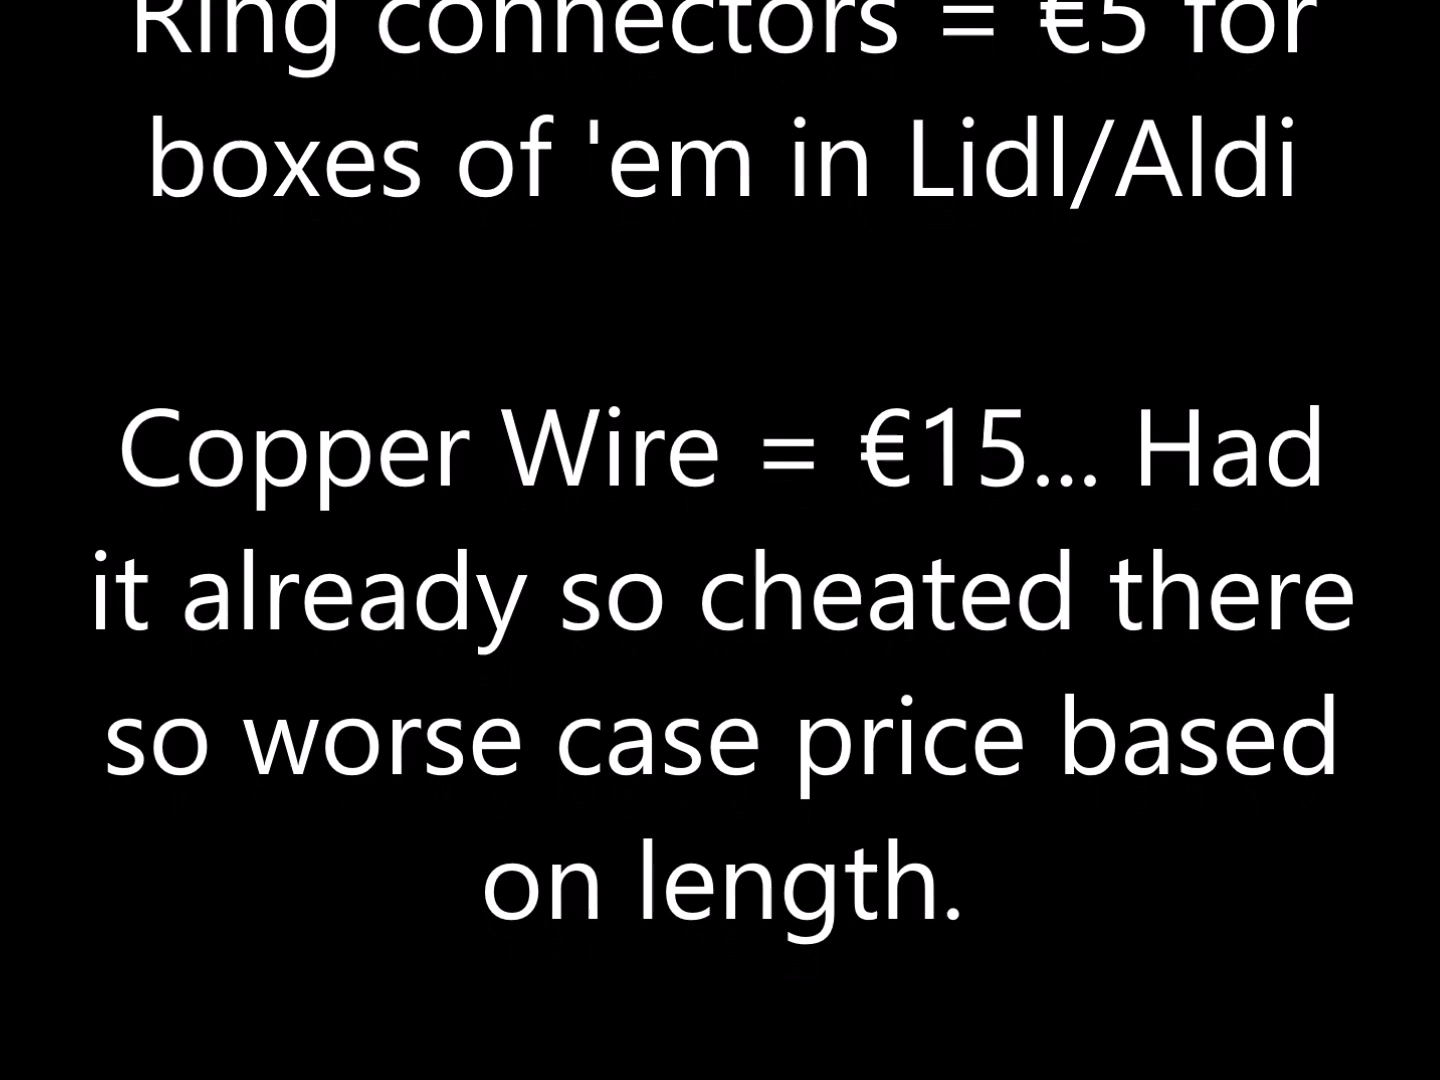 Ring connectors = €5 for
boxes of 'em in Lidl/Aldi
Copper Wire = €15... Had
it already so cheated there
so worse case price based
on length.